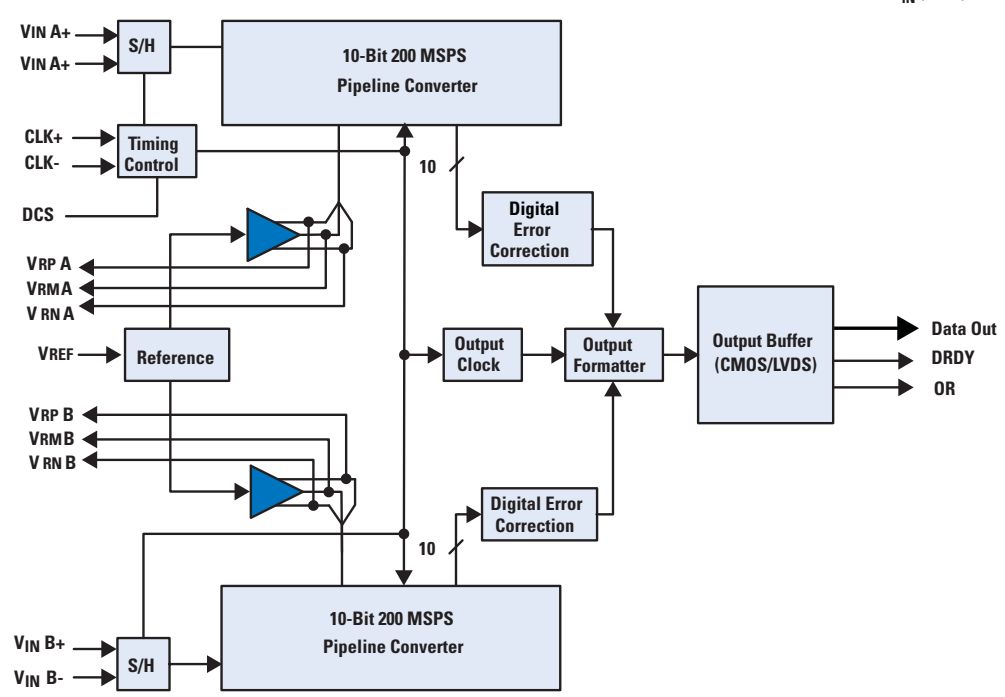 IN
VIN A+
VIN A+
S/H
10-Bit 200 MSPS
Pipeline Converter
CLK+
CLK-
Timing
Control
10
DCS
Digital
Error
Correction
VRP A
VRM A
V RN A
VREF
Reference
Output
Clock
Output
Formatter
Output Buffer
(CMOS/LVDS)
Data Out
DRDY
OR
VRP B
VRM B
V RN B
Digital Error
Correction
10
10-Bit 200 MSPS
Pipeline Converter
VIN B+
VIN B-
S/H